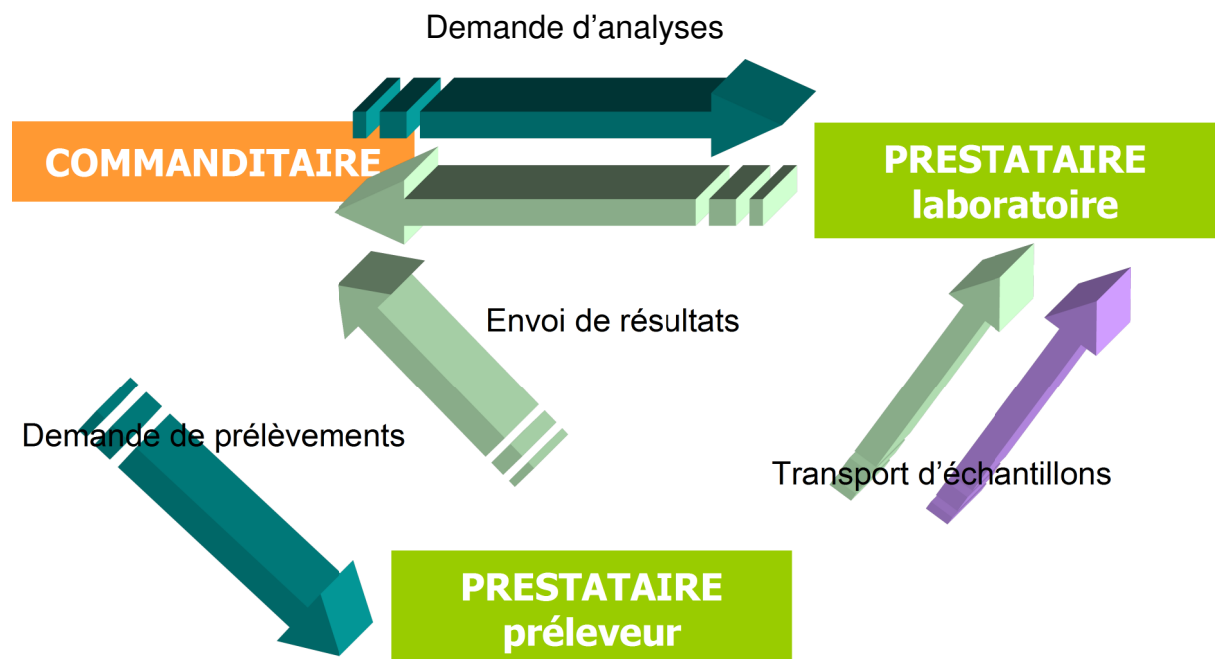 Demande d’analyses
COMMANDITAIRE
PRESTATAIRE
laboratoire
Envoi de résultats
Demande de prélèvements
Transport d’échantillons
PRESTATAIRE
préleveur